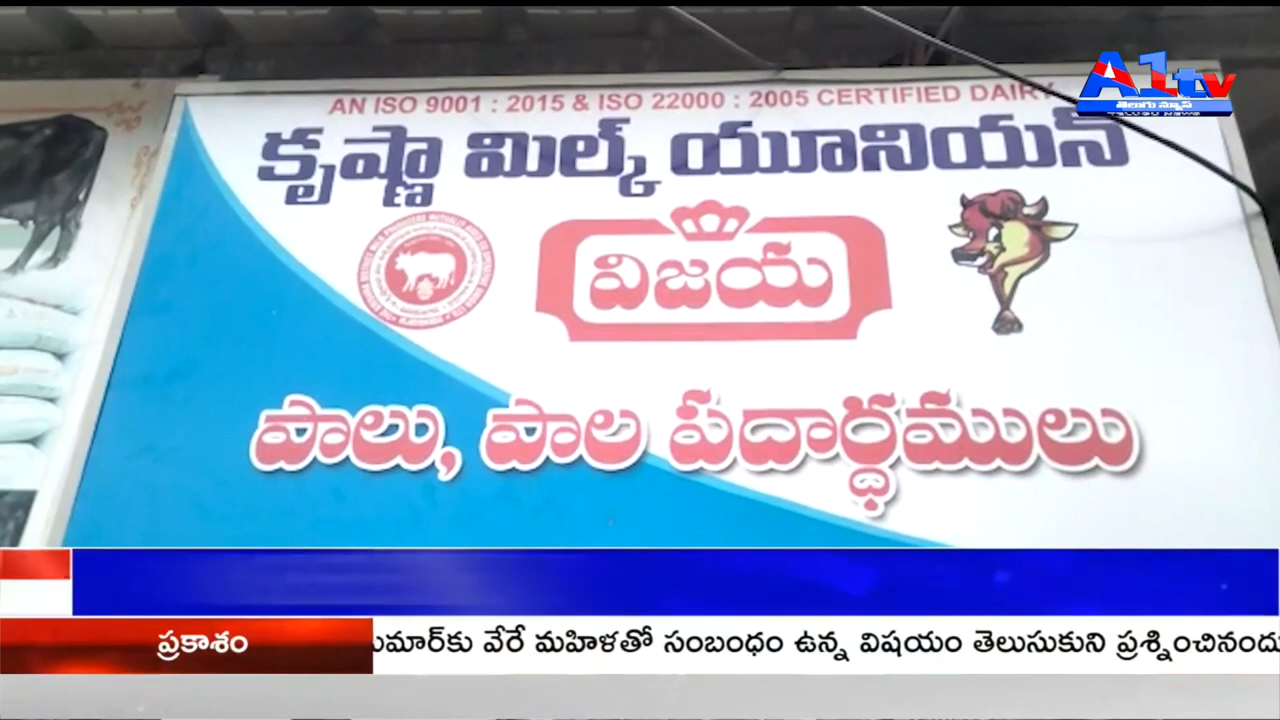 AN ISO 9001 : 2015 & ISO 22000 : 2005 CERTIFIED DAIRY
A1tv
తెలుగు న్యూస్
కృష్ణా మిల్క్ యూనియన్
విజయ
పాలు, పాల పదార్ధములు
ప్రకాశం
మార్‌కు వేరే మహిళతో సంబంధం ఉన్న విషయం తెలుసుకుని ప్రశ్నించినందు